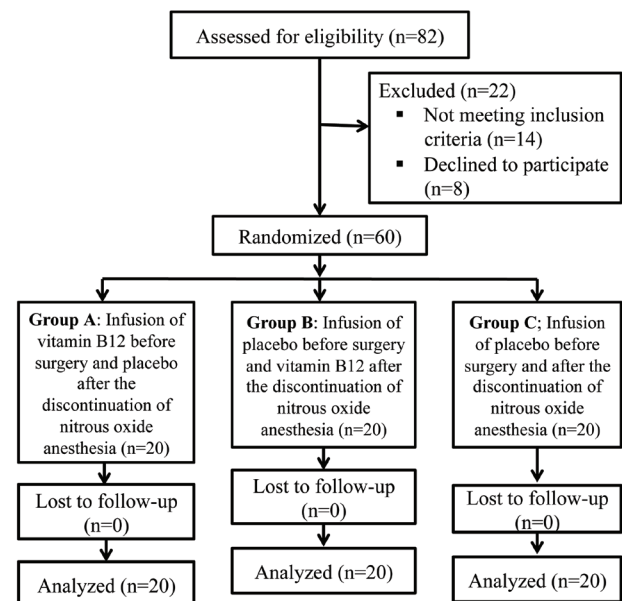 Assessed for eligibility (n=82)
Excluded (n=22)
▪ Not meeting inclusion
criteria (n=14)
▪ Declined to participate
(n=8)
Randomized (n=60)
Group A: Infusion of
vitamin B12 before
surgery and placebo
after the
discontinuation of
nitrous oxide
anesthesia (n=20)
Group B: Infusion of
placebo before surgery
and vitamin B12 after
the discontinuation of
nitrous oxide
anesthesia (n=20)
Group C; Infusion
of placebo before
surgery and after the
discontinuation of
nitrous oxide
anesthesia (n=20)
Lost to follow-up
(n=0)
Lost to follow-up
(n=0)
Lost to follow-up
(n=0)
Analyzed (n=20)
Analyzed (n=20)
Analyzed (n=20)